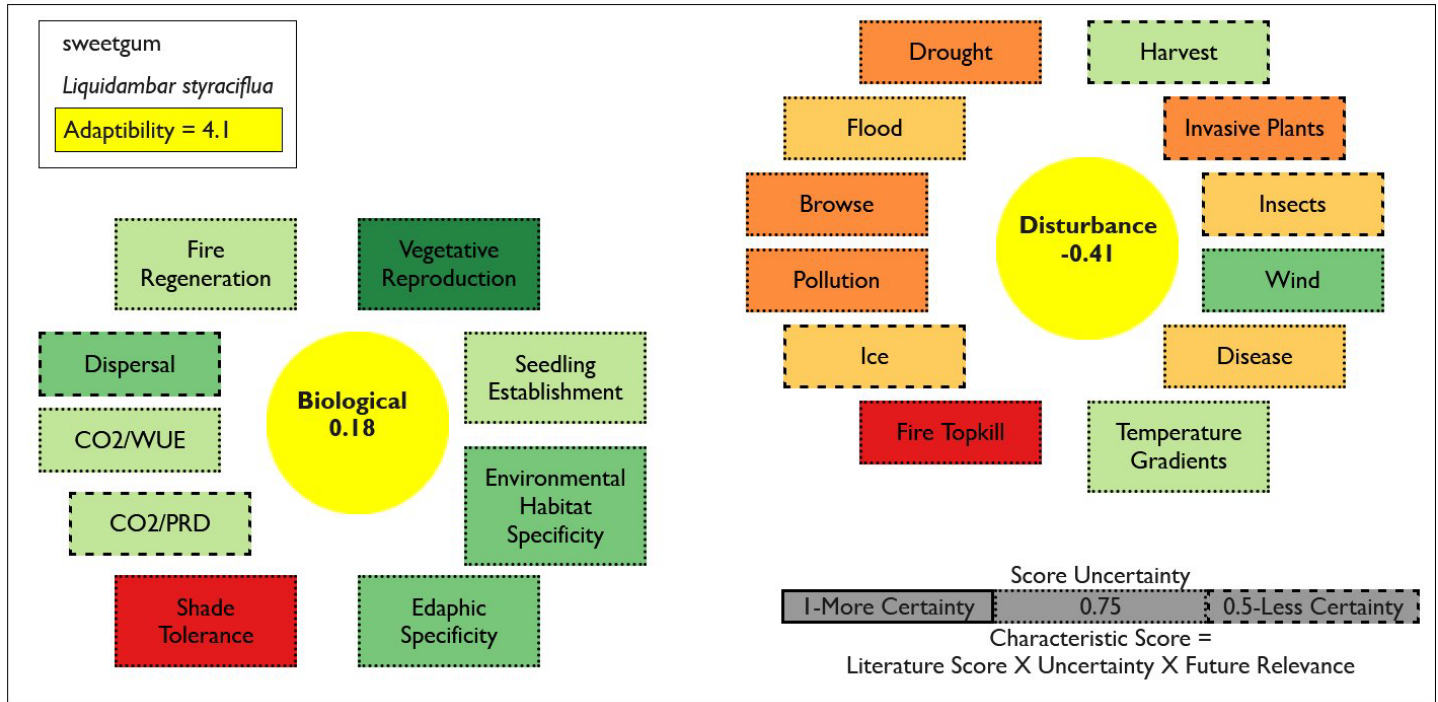 sweetgum
Liquidambar styraciflua
Adaptibility = 4.1
Fire
Regeneration
Vegetative
Reproduction
Dispersal
Seedling
Establishment
Biological
0.18
CO2/WUE
Environmental
Habitat
Specificity
CO2/PRD
Shade
Tolerance
Edaphic
Specificity
Drought
Harvest
Flood
Invasive Plants
Browse
Insects
Disturbance
-0.41
Pollution
Wind
Ice
Disease
Fire Topkill
Temperature
Gradients
Score Uncertainty
1-More Certainty
0.75
0.5-Less Certainty
Characteristic Score =
Literature Score X Uncertainty X Future Relevance